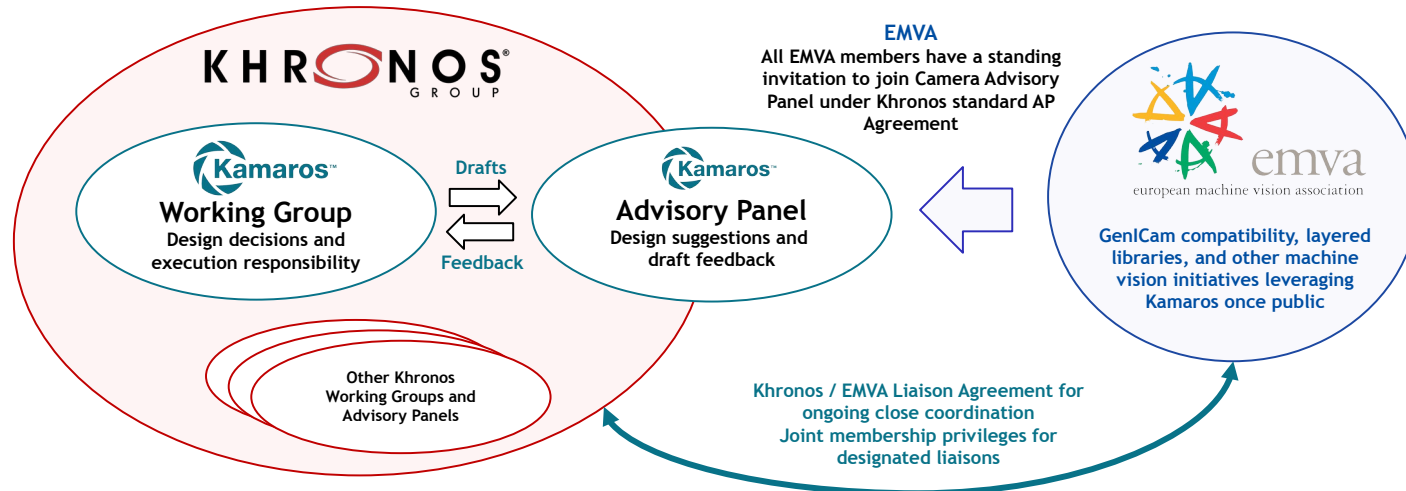 KHRONOS®
GROUP
Kamaros™
Working Group
Design decisions and
execution responsibility
Drafts
Feedback
Kamaros™
Advisory Panel
Design suggestions and
draft feedback
Other Khronos
Working Groups and
Advisory Panels
EMVA
All EMVA members have a standing
invitation to join Camera Advisory
Panel under Khronos standard AP
Agreement
emva
european machine vision association
GenICam compatibility, layered
libraries, and other machine
vision initiatives leveraging
Kamaros once public
Khronos / EMVA Liaison Agreement for
ongoing close coordination
Joint membership privileges for
designated liaisons